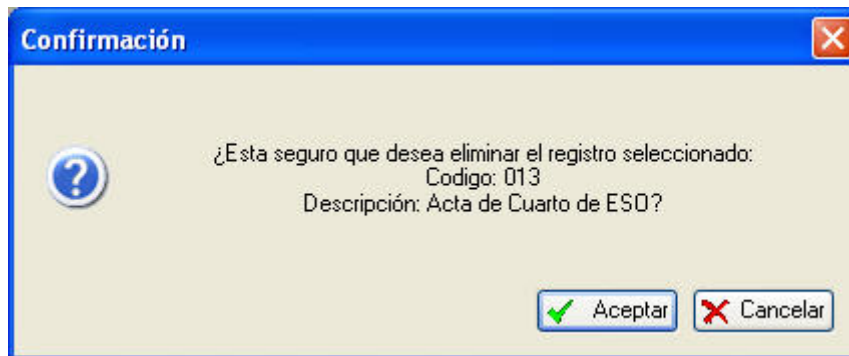 Confirmación
¿Esta seguro que desea eliminar el registro seleccionado:
Codigo: 013
Descripción: Acta de Cuarto de ESO?
Aceptar
Cancelar